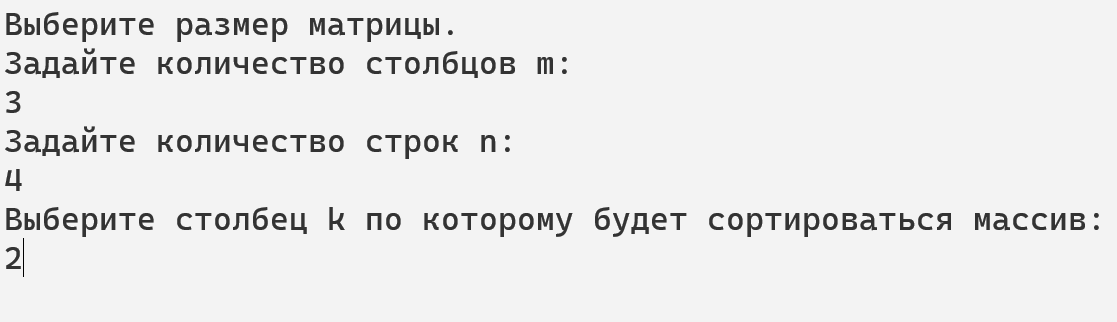 Выберите размер матрицы.
Задайте количество столбцов m:
3
Задайте количество строк n:
4
Выберите столбец k по которому будет сортироваться массив:
2